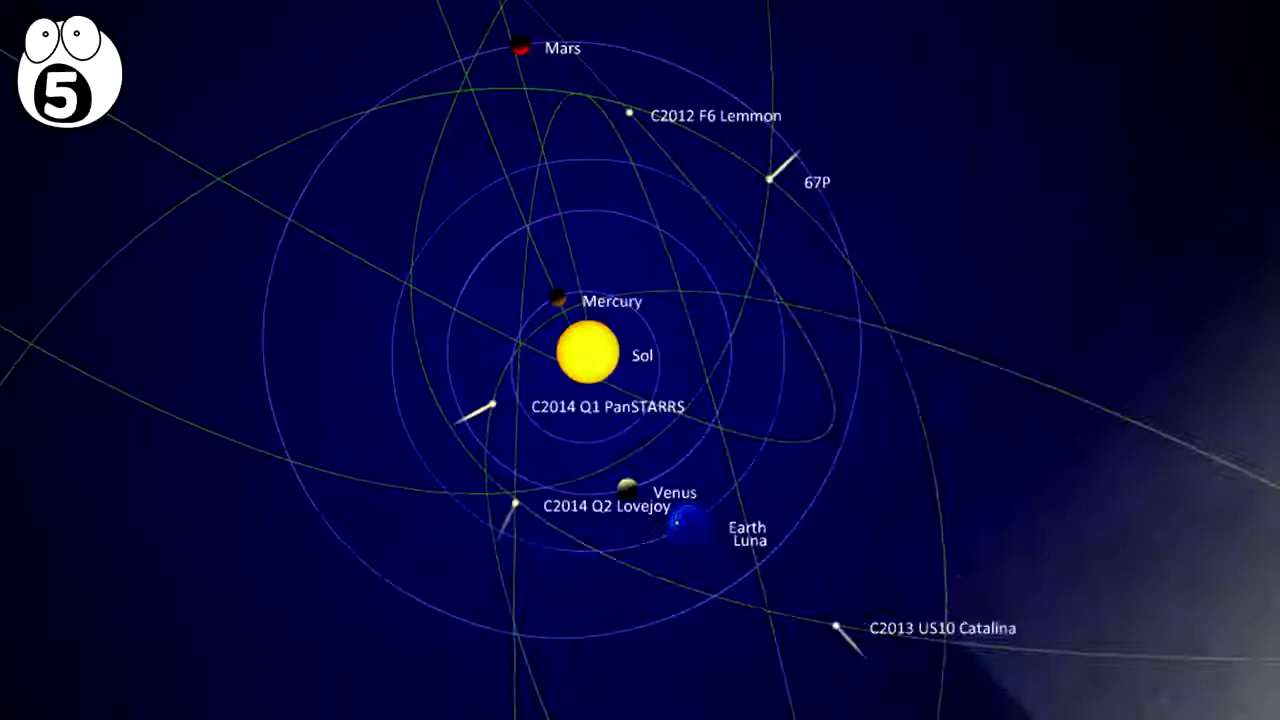 5
Mars
C2012 F6 Lemmon
67P
Mercury
Sol
C2014 Q1 PanSTARRS
Venus
C2014 Q2 Lovejoy
Earth
Luna
C2013 US10 Catalina